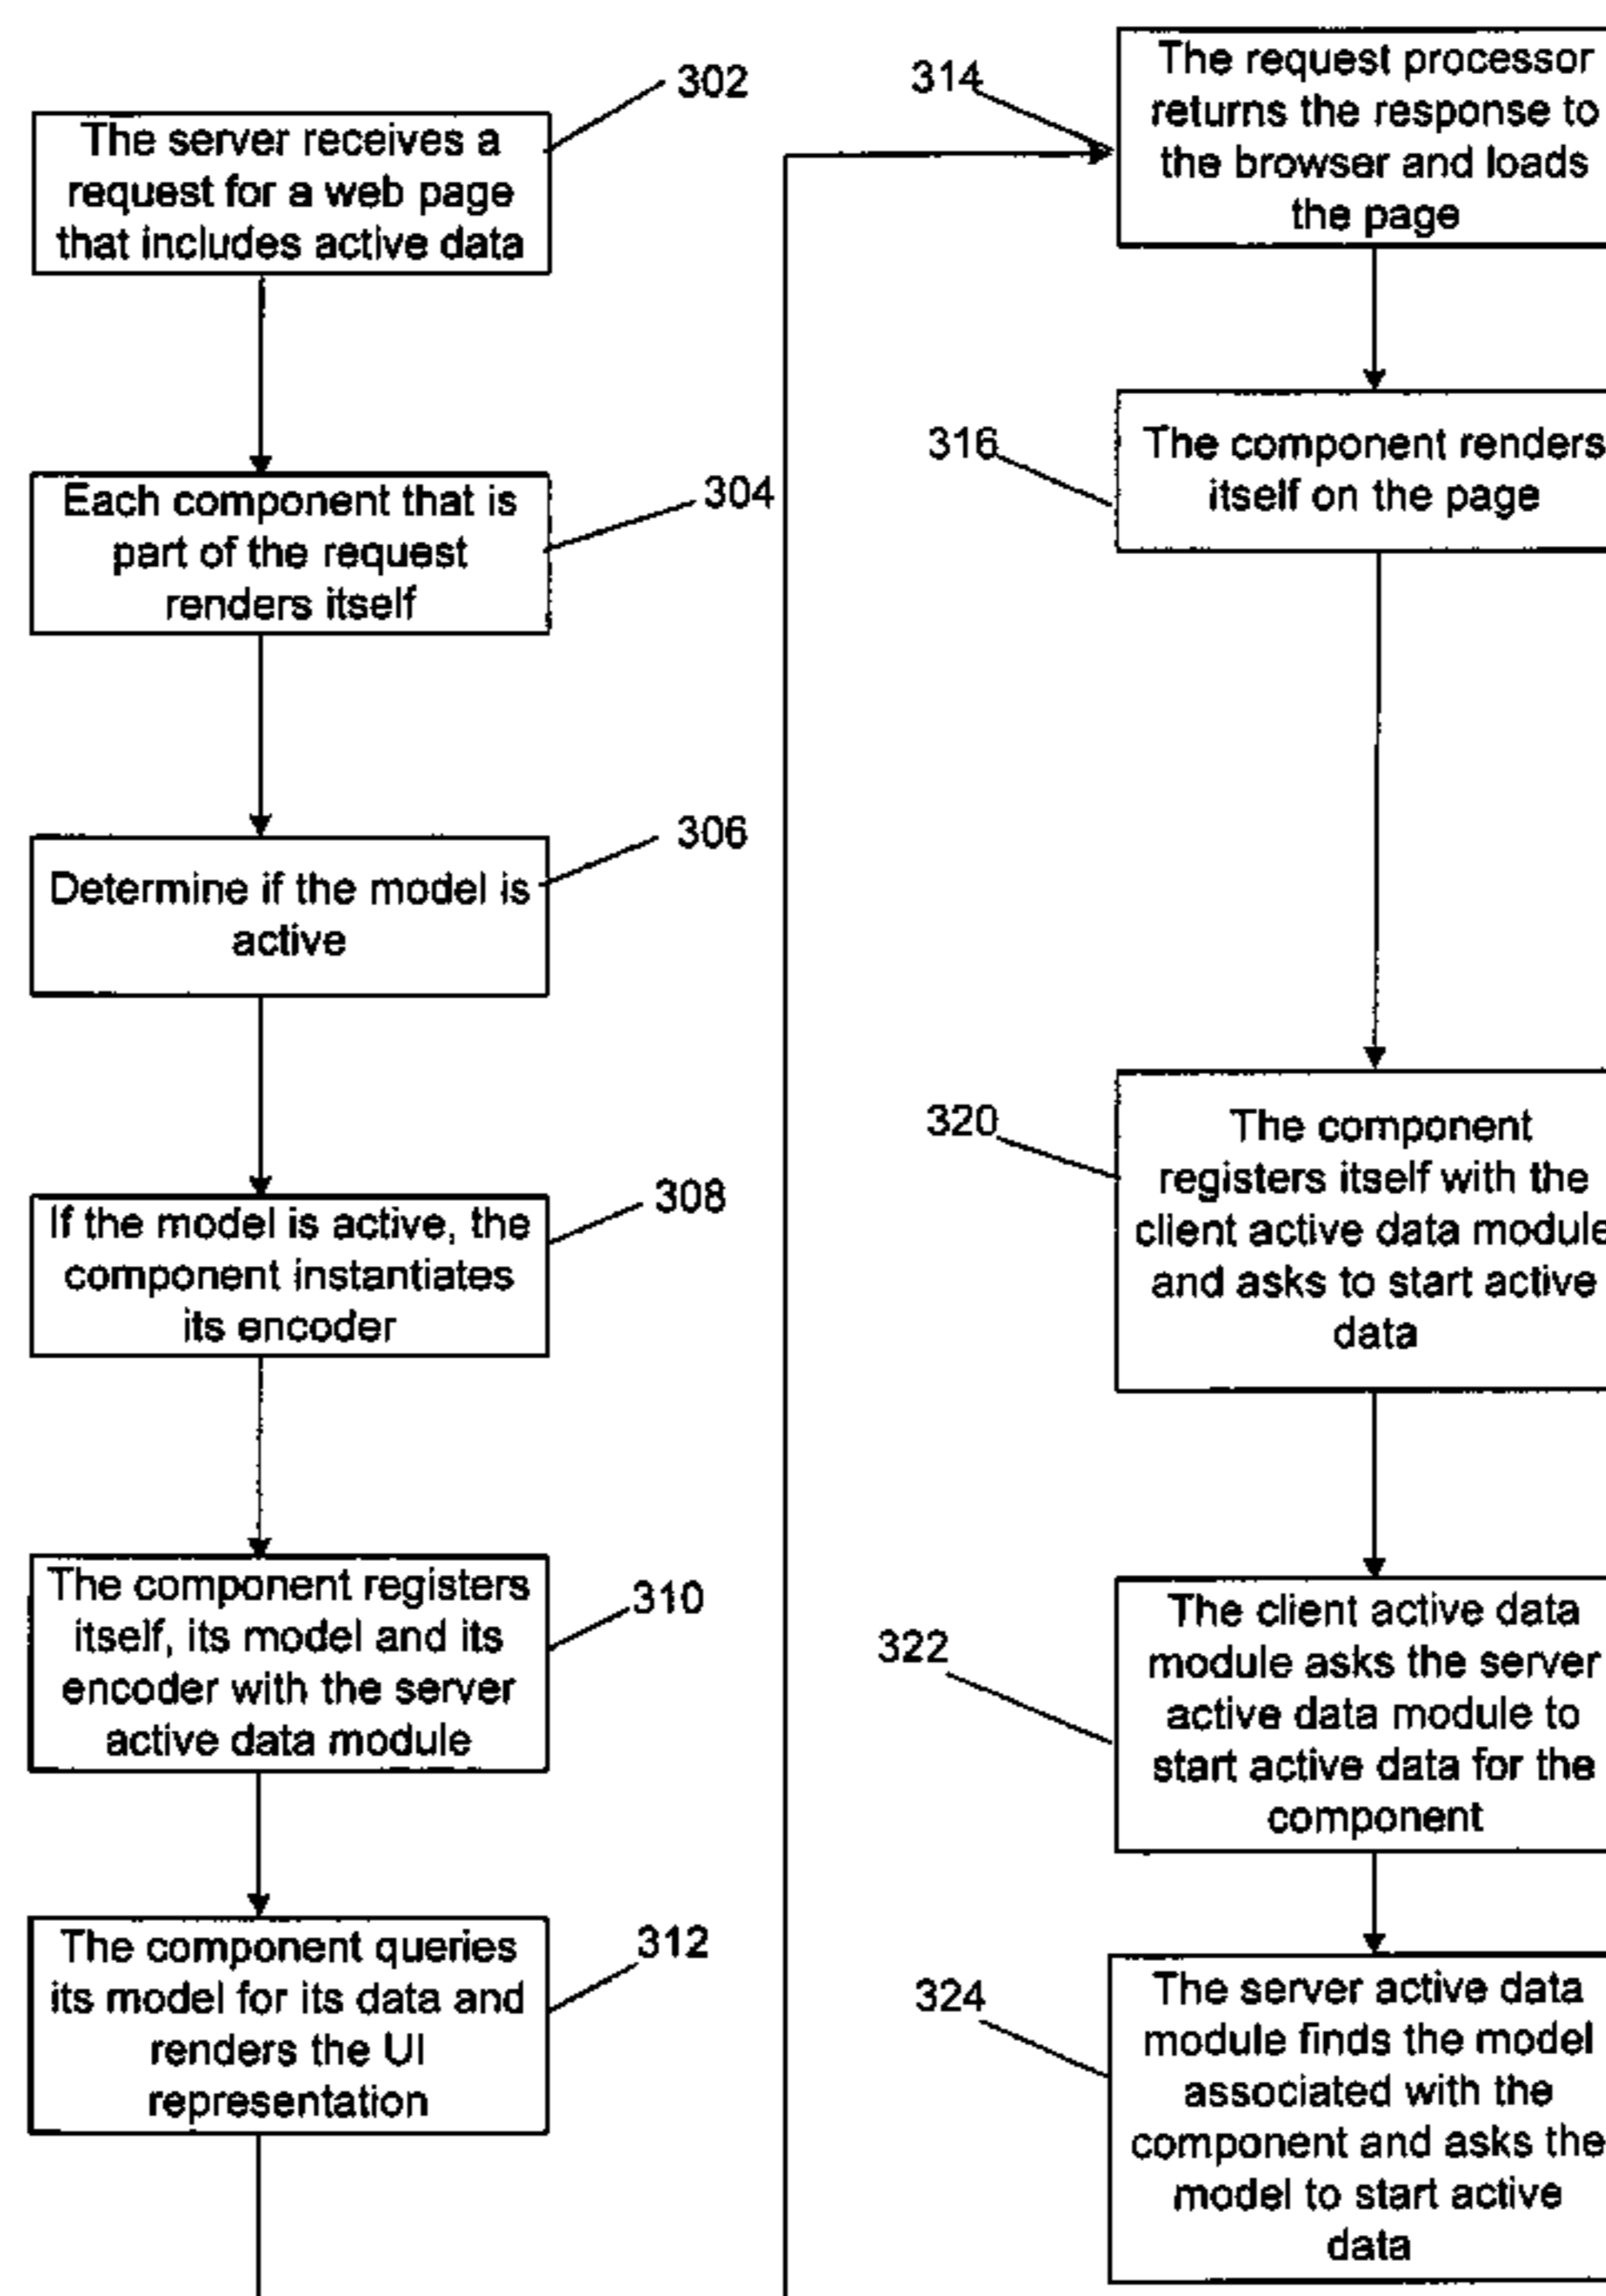 302
The server receives a
request for a web page
that includes active data
304
Each component that is
part of the request
renders itself
306
Determine if the model is
active
308
If the model is active, the
component instantiates
its encoder
310
The component registers
itself, its model and its
encoder with the server
active data module
312
The component queries
its model for its data and
renders the UI
representation
314
The request processor
returns the response to
the browser and loads
the page
316
The component renders
itself on the page
320
The component
registers itself with the
client active data module
and asks to start active
data
322
The client active data
module asks the server
active data module to
start active data for the
component
324
The server active data
module finds the model
associated with the
component and asks the
model to start active
data